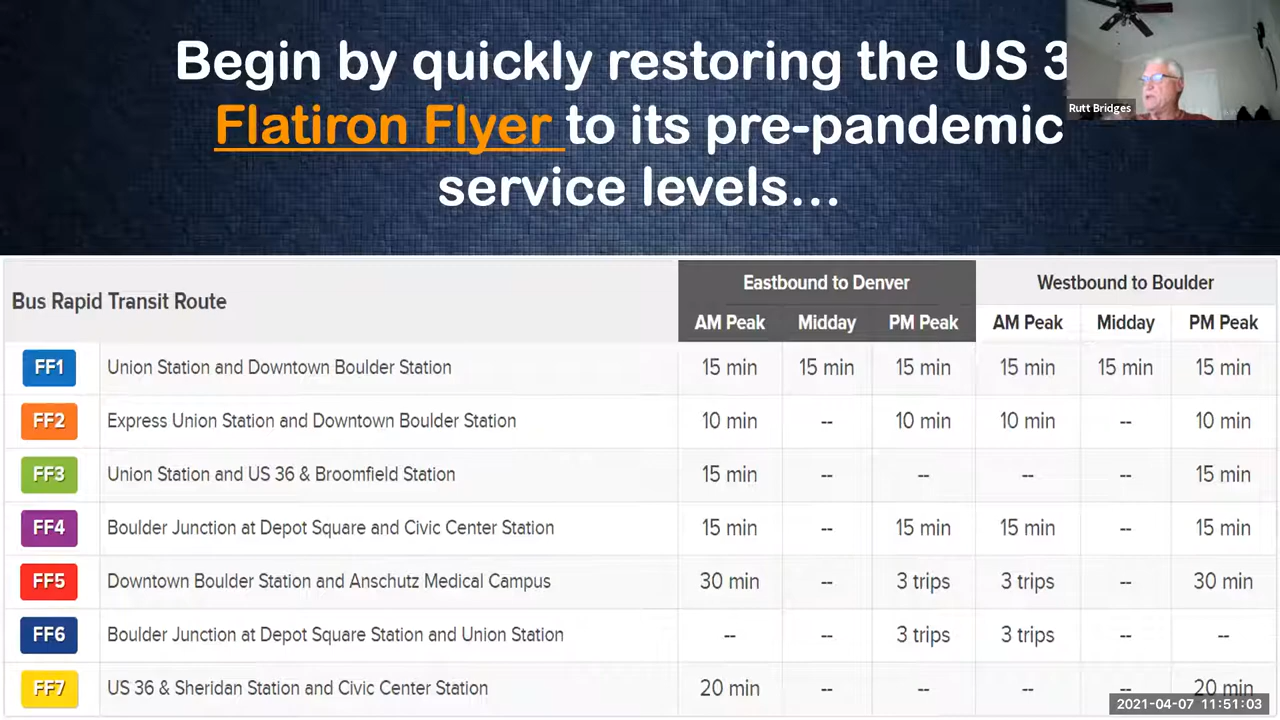 Begin by quickly restoring the US 3
Flatiron Flyer to its pre-pandemic
service levels...
Rutt Bridges
Bus Rapid Transit Route
Eastbound to Denver Westbound to Boulder
AM Peak Midday PM Peak AM Peak Midday PM Peak
FF1 Union Station and Downtown Boulder Station 15 min 15 min 15 min 15 min 15 min 15 min
FF2 Express Union Station and Downtown Boulder Station 10 min -- 10 min 10 min -- 10 min
FF3 Union Station and US 36 & Broomfield Station 15 min -- -- -- -- 15 min
FF4 Boulder Junction at Depot Square and Civic Center Station 15 min -- 15 min 15 min -- 15 min
FF5 Downtown Boulder Station and Anschutz Medical Campus 30 min -- 3 trips 3 trips -- 30 min
FF6 Boulder Junction at Depot Square Station and Union Station -- -- 3 trips 3 trips -- --
FF7 US 36 & Sheridan Station and Civic Center Station 20 min -- -- -- -- 20 min
2021-04-07 11:51:03